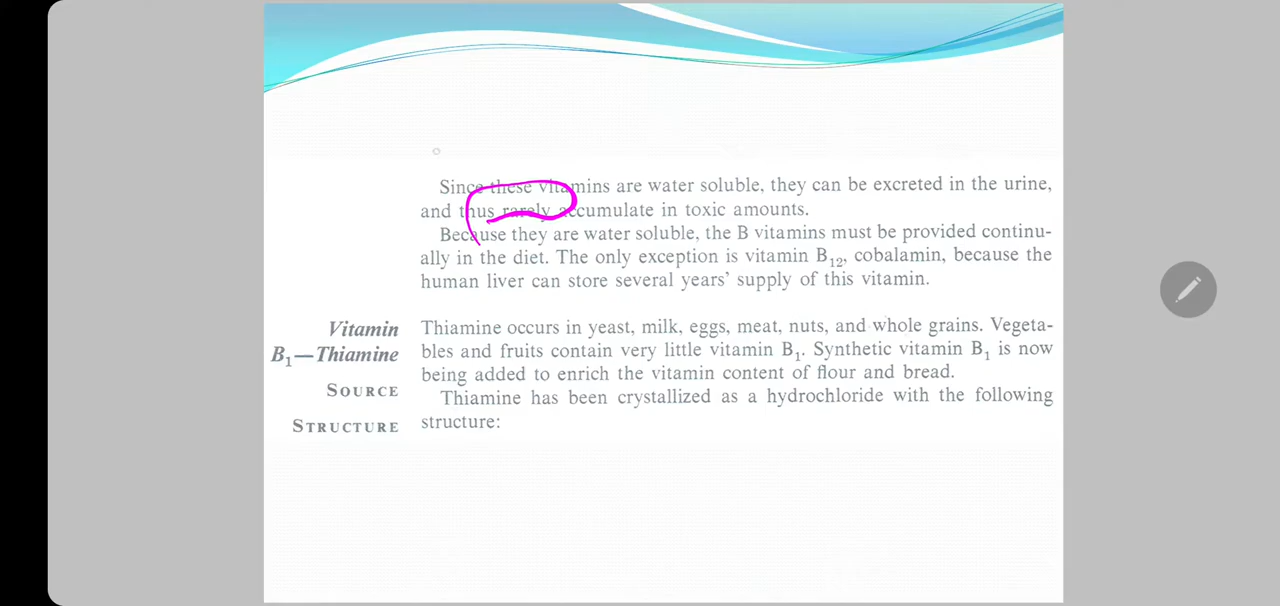 Since these vitamins are water soluble, they can be excreted in the urine,
and thus rarely accumulate in toxic amounts.
Because they are water soluble, the B vitamins must be provided continu-
ally in the diet. The only exception is vitamin B12, cobalamin, because the
human liver can store several years' supply of this vitamin.
Vitamin
B1—Thiamine
SOURCE
STRUCTURE
Thiamine occurs in yeast, milk, eggs, meat, nuts, and whole grains. Vegeta-
bles and fruits contain very little vitamin B1. Synthetic vitamin B1 is now
being added to enrich the vitamin content of flour and bread.
Thiamine has been crystallized as a hydrochloride with the following
structure: